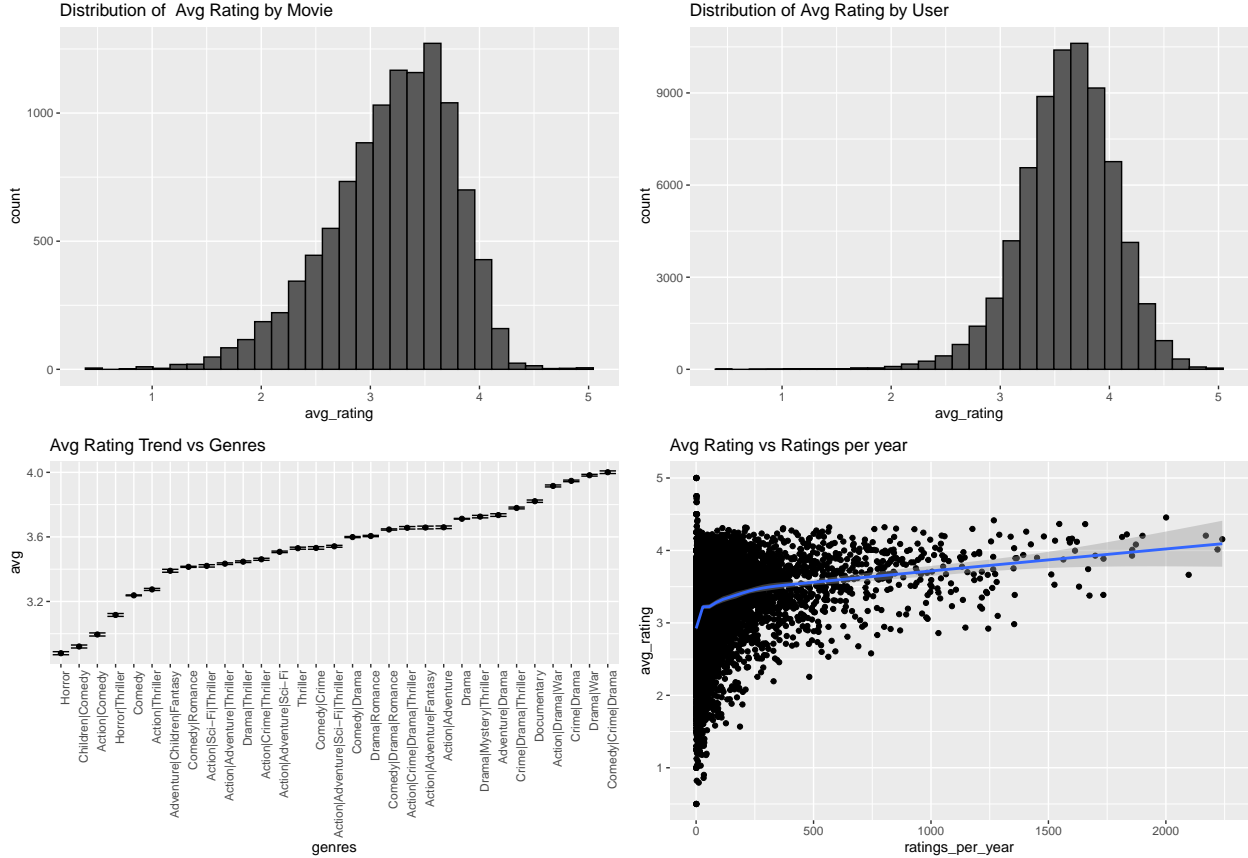 Distribution of  Avg Rating by Movie
count
1000
500
0
1
2
3
4
5
avg_rating
Distribution of Avg Rating by User
count
9000
6000
3000
0
1
2
3
4
5
avg_rating
Avg Rating Trend vs Genres
avg
4.0
3.6
3.2
Horror
Children|Comedy
Action|Comedy
Horror|Thriller
Comedy
Action|Thriller
Adventure|Children|Fantasy
Comedy|Romance
Action|Sci−Fi|Thriller
Action|Adventure|Thriller
Drama|Thriller
Action|Crime|Thriller
Action|Adventure|Sci−Fi
Thriller
Comedy|Crime
Action|Adventure|Sci−Fi|Thriller
Comedy|Drama
Drama|Romance
Comedy|Drama|Romance
Action|Crime|Drama|Thriller
Action|Adventure|Fantasy
Action|Adventure
Drama
Drama|Mystery|Thriller
Adventure|Drama
Crime|Drama|Thriller
Documentary
Action|Drama|War
Crime|Drama
Drama|War
Comedy|Crime|Drama
genres
Avg Rating vs Ratings per year
avg_rating
5
4
3
2
1
0
500
1000
1500
2000
ratings_per_year